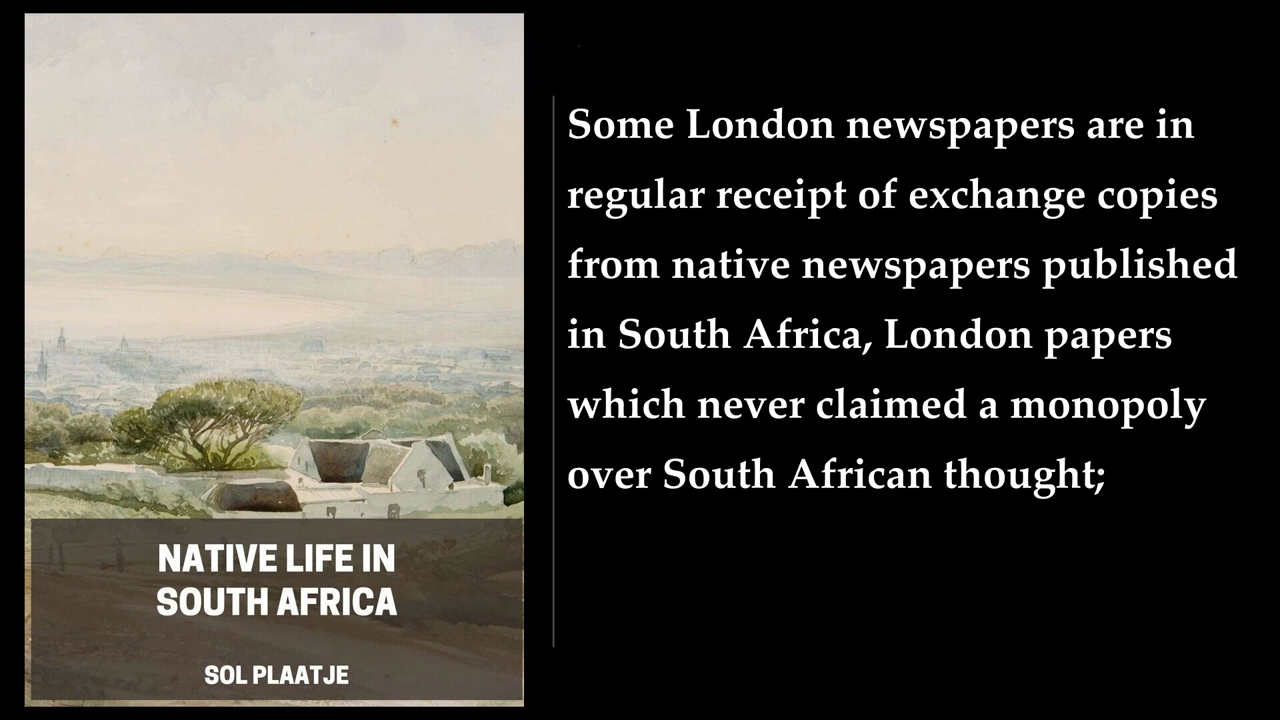 NATIVE LIFE IN
SOUTH AFRICA
SOL PLAATJE
Some London newspapers are in
regular receipt of exchange copies
from native newspapers published
in South Africa, London papers
which never claimed a monopoly
over South African thought;